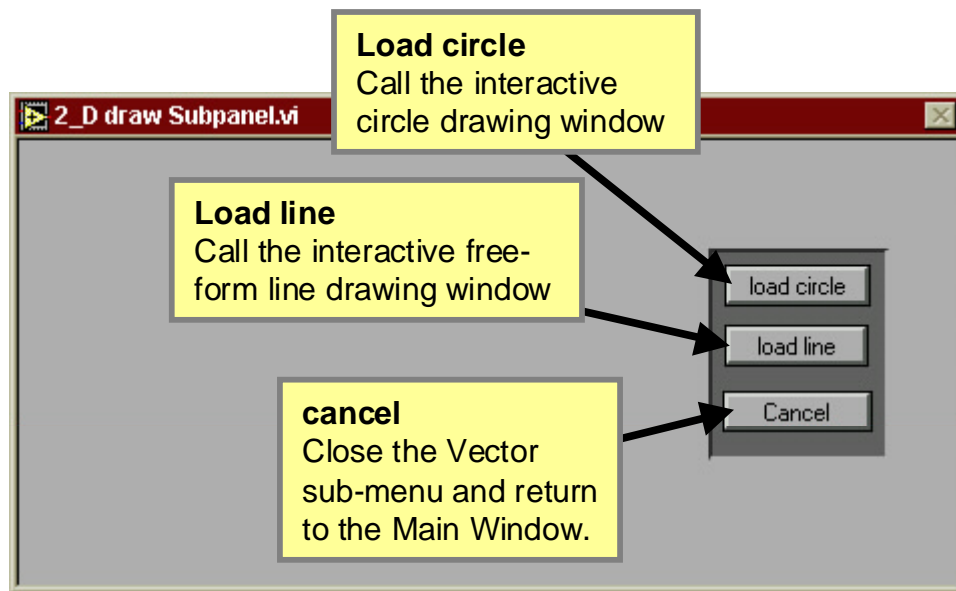 Load circle
Call the interactive
circle drawing window
2_D draw Subpanel.vi
Load line
Call the interactive free-
form line drawing window
load circle
load line
cancel
Close the Vector
sub-menu and return
to the Main Window.
Cancel